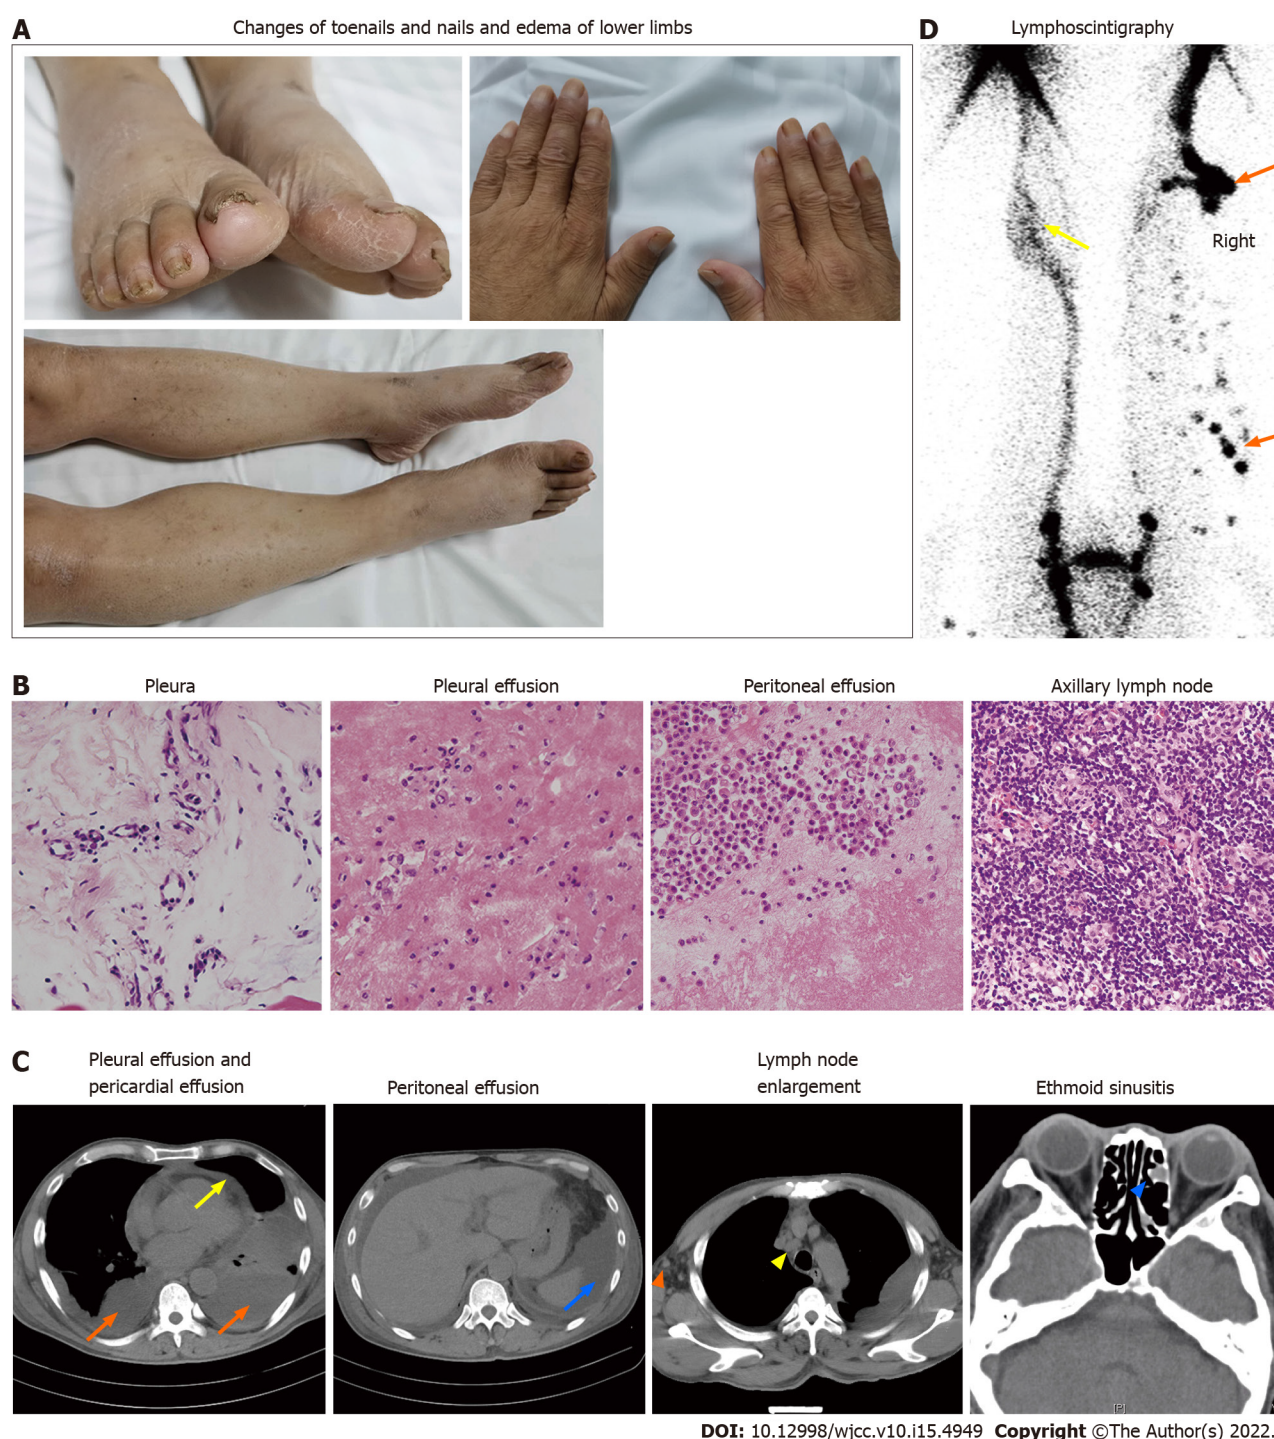 A
Changes of toenails and nails and edema of lower limbs
D
Lymphoscintigraphy
Right
B
Pleura
Pleural effusion
Peritoneal effusion
Axillary lymph node
C
Pleural effusion and
pericardial effusion
Peritoneal effusion
Lymph node
enlargement
Ethmoid sinusitis
[P]
DOI: 10.12998/wjcc.v10.i15.4949 Copyright ©The Author(s) 2022.